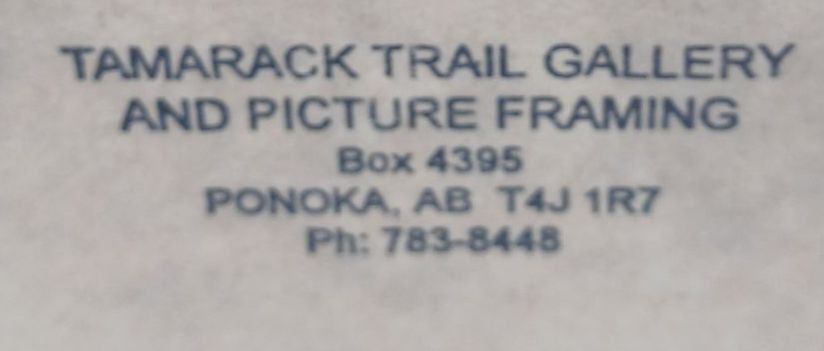 TAMARACK TRAIL GALLERY
AND PICTURE FRAMING
Box 4395
PONOKA, AB T4J 1R7
Ph: 783-8448